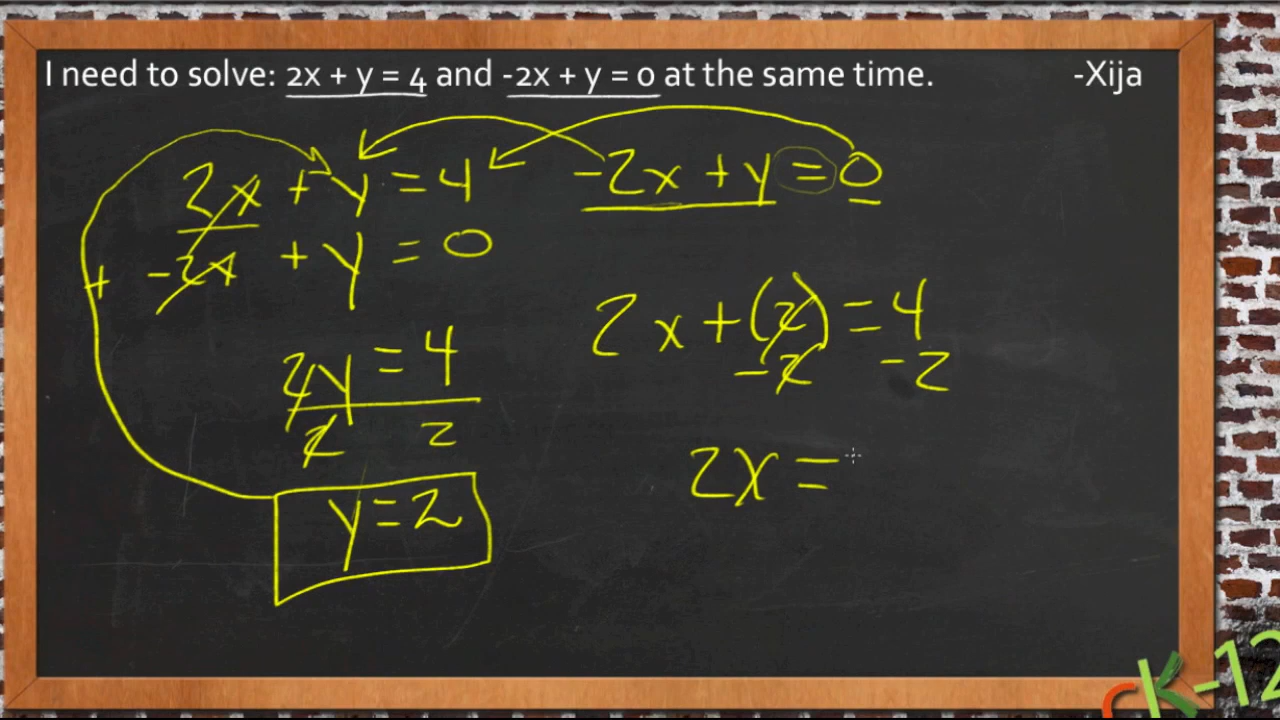 I need to solve: 2x + y = 4 and -2x + y = 0 at the same time. -Xija
2x + y = 4
-2x + y = 0
+ -2x + y = 0
2y = 4
2 2
y = 2
2x + (2) = 4
-2 -2
2x =
CK-12